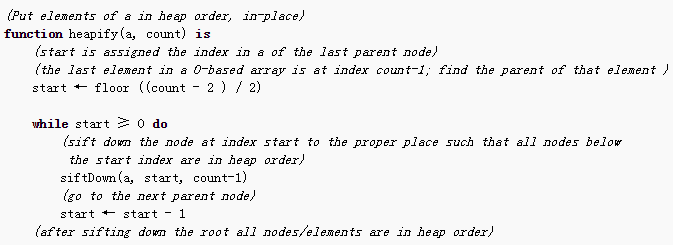 (Put elements of a in heap order, in-place)
function heapify(a, count) is
(start is assigned the index in a of the last parent node)
(the last element in a 0-based array is at index count-1; find the parent of that element )
start ← floor ((count - 2 ) / 2)
while start ≥ 0 do
(sift down the node at index start to the proper place such that all nodes below
the start index are in heap order)
siftDown(a, start, count-1)
(go to the next parent node)
start ← start - 1
(after sifting down the root all nodes/elements are in heap order)